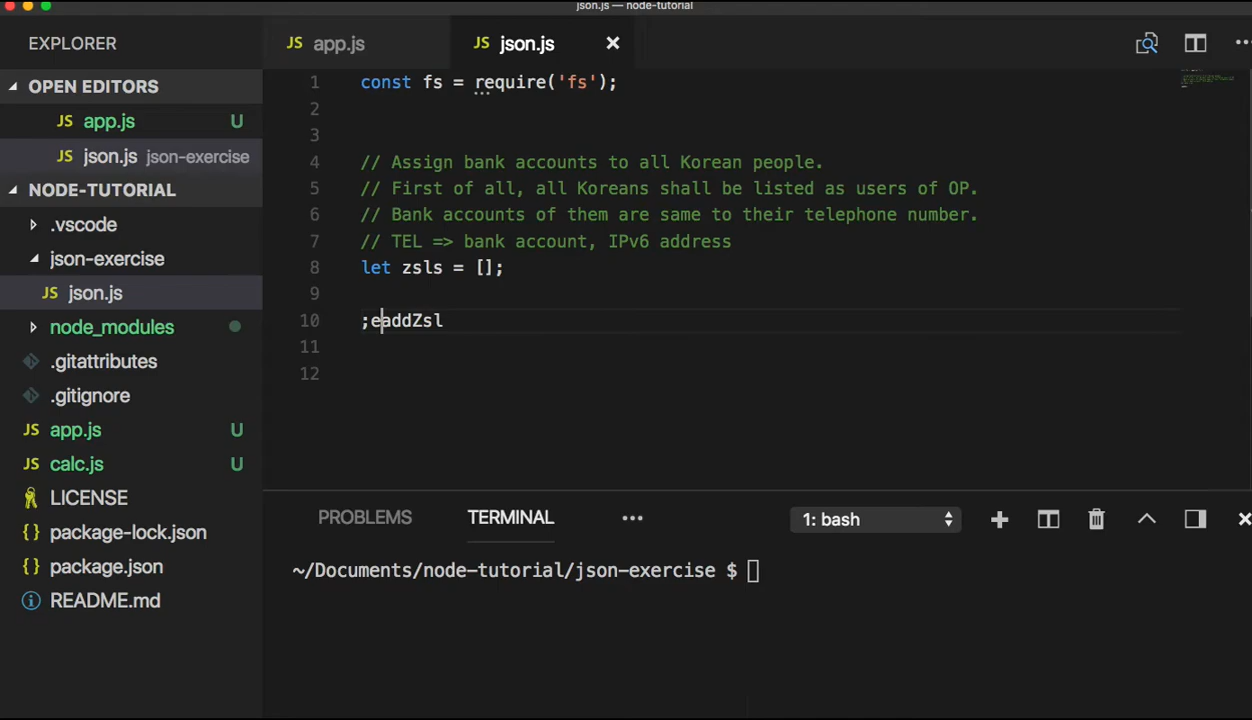 json.js — node-tutorial
EXPLORER
JS app.js
JS json.js
OPEN EDITORS
JS app.js U
JS json.js json-exercise
NODE-TUTORIAL
.vscode
json-exercise
JS json.js
node_modules
.gitattributes
.gitignore
JS app.js U
JS calc.js U
LICENSE
{} package-lock.json
{} package.json
README.md
1 const fs = require('fs');
2
3
4 // Assign bank accounts to all Korean people.
5 // First of all, all Koreans shall be listed as users of OP.
6 // Bank accounts of them are same to their telephone number.
7 // TEL => bank account, IPv6 address
8 let zsls = [];
9
10 ;eaddZsl
11
12
PROBLEMS TERMINAL ••• 1: bash
~/Documents/node-tutorial/json-exercise $